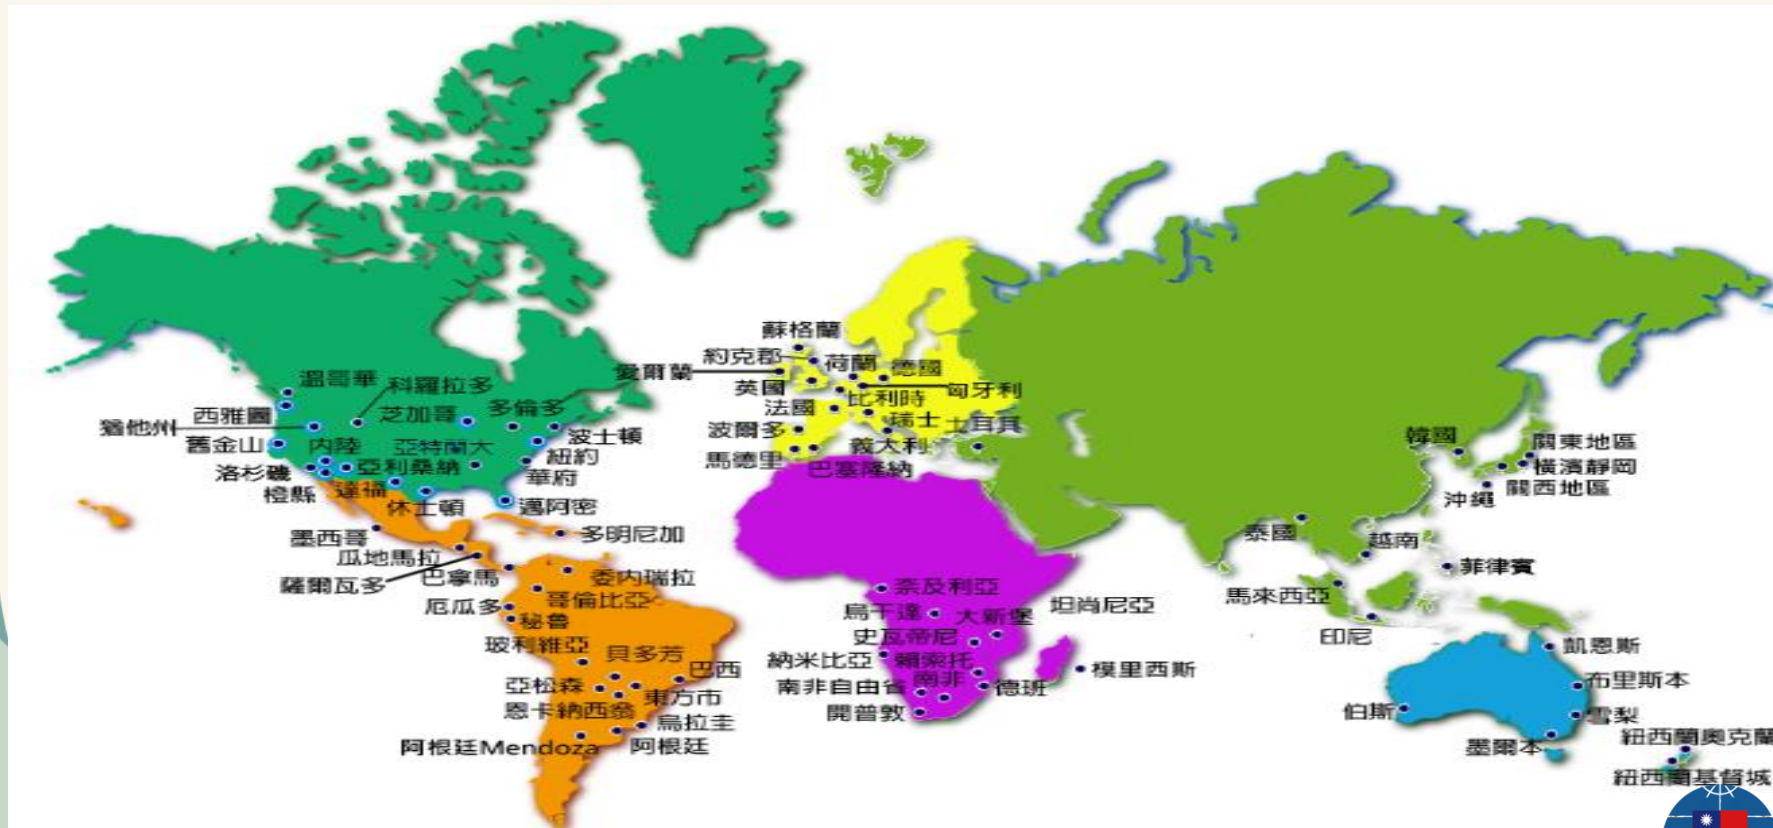 溫哥華
科羅拉多
西雅圖
芝加哥
多倫多
猶他州
舊金山
內陸
亞特蘭大
波士頓
紐約
洛杉磯
亞利桑納
華府
橙縣
達福
休士頓
邁阿密
墨西哥
多明尼加
瓜地馬拉
薩爾瓦多
巴拿馬
委內瑞拉
厄瓜多
哥倫比亞
秘魯
玻利維亞
貝多芳
巴西
亞松森
東方市
恩卡納西翁
烏拉圭
阿根廷Mendoza
阿根廷
蘇格蘭
約克郡
荷蘭
德國
愛爾蘭
英國
比利時
匈牙利
法國
瑞士
土耳其
波爾多
義大利
馬德里
巴塞隆納
奈及利亞
烏干達
大新堡
坦尚尼亞
史瓦帝尼
納米比亞
賴索托
模里西斯
南非自由省
南非
德班
開普敦
韓國
關東地區
橫濱靜岡
關西地區
沖繩
泰國
越南
菲律賓
馬來西亞
印尼
凱恩斯
布里斯本
伯斯
雪梨
墨爾本
紐西蘭奧克蘭
紐西蘭基督城